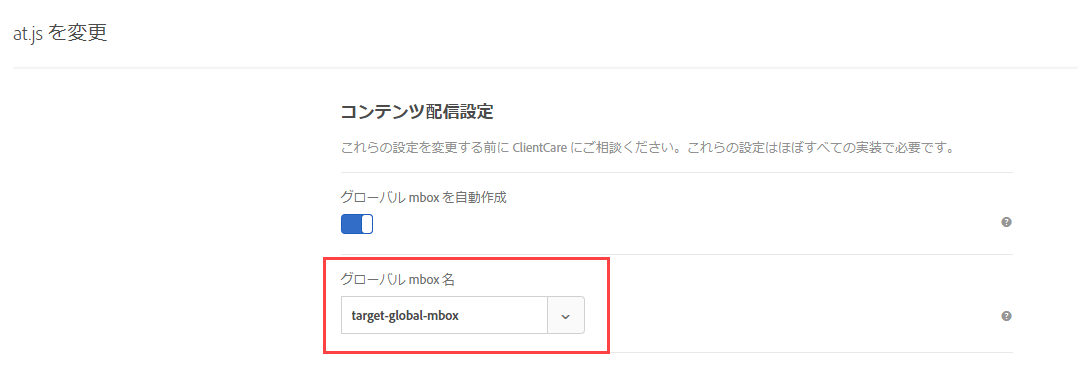 at.js を変更
コンテンツ配信設定
これらの設定を変更する前に ClientCare にご相談ください。これらの設定はほぼすべての実装で必要です。
グローバル mbox を自動作成
?
グローバル mbox 名
target-global-mbox
?